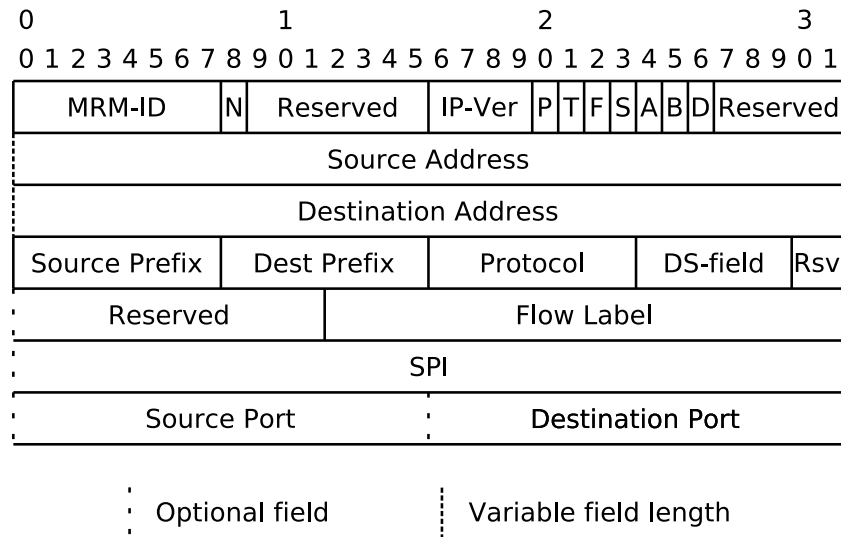 0 1 2 3
0 1 2 3 4 5 6 7 8 9 0 1 2 3 4 5 6 7 8 9 0 1 2 3 4 5 6 7 8 9 0 1
MRM-ID N Reserved IP-Ver P T F S A B D Reserved
Source Address
Destination Address
Source Prefix Dest Prefix Protocol DS-field Rsv
Reserved Flow Label
SPI
Source Port Destination Port
Optional field Variable field length